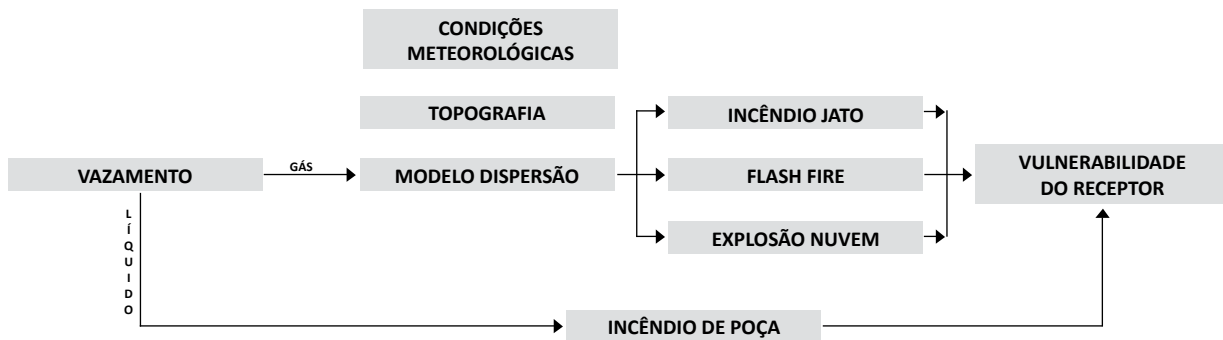 CONDIÇÕES
METEOROLÓGICAS
TOPOGRAFIA
INCÊNDIO JATO
VAZAMENTO
GÁS
MODELO DISPERSÃO
FLASH FIRE
VULNERABILIDADE
DO RECEPTOR
EXPLOSÃO NUVEM
LÍQUIDO
INCÊNDIO DE POÇA